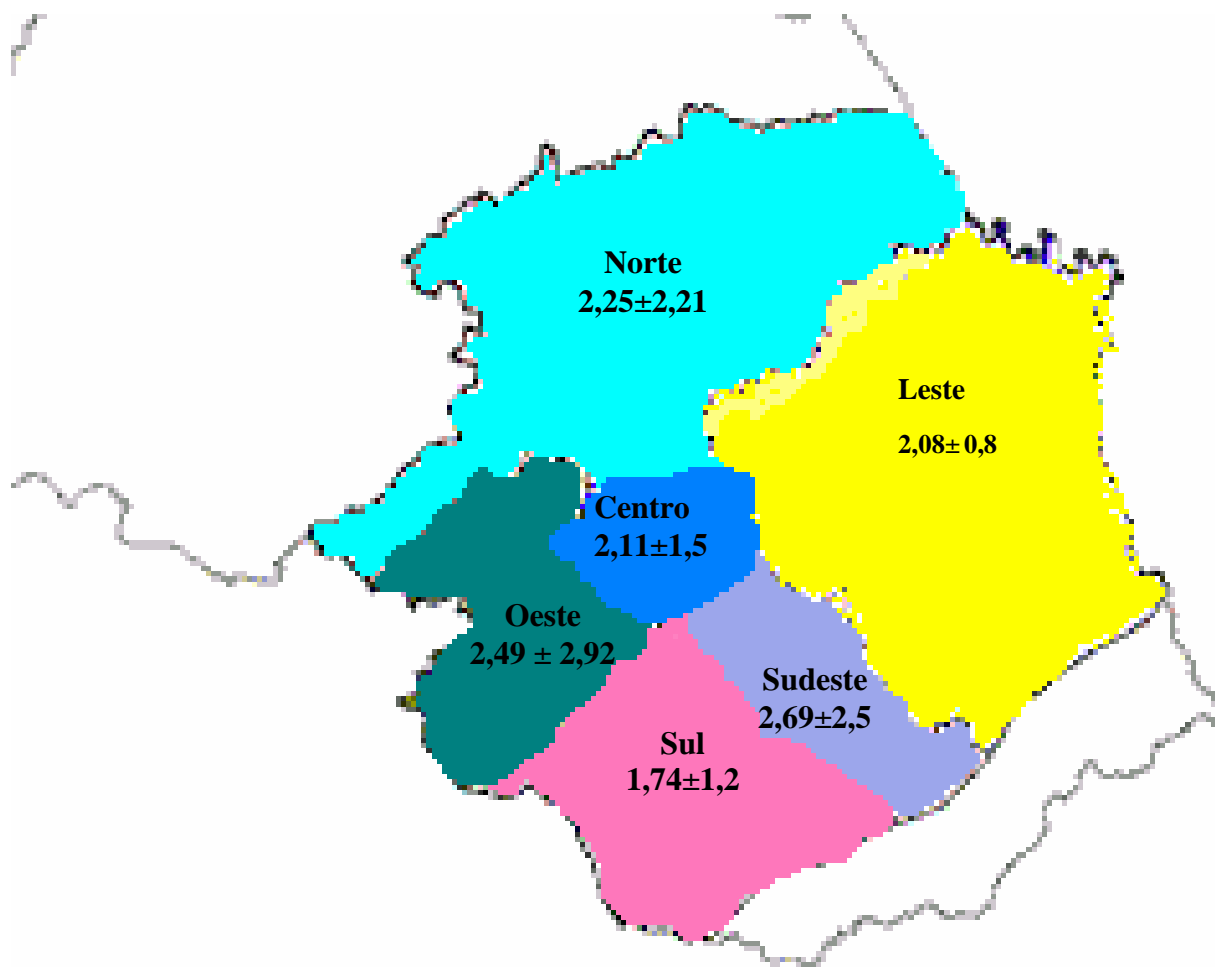 Norte
2,25±2,21
Leste
2,08± 0,8
Centro
2,11±1,5
Oeste
2,49 ± 2,92
Sudeste
2,69±2,5
Sul
1,74±1,2